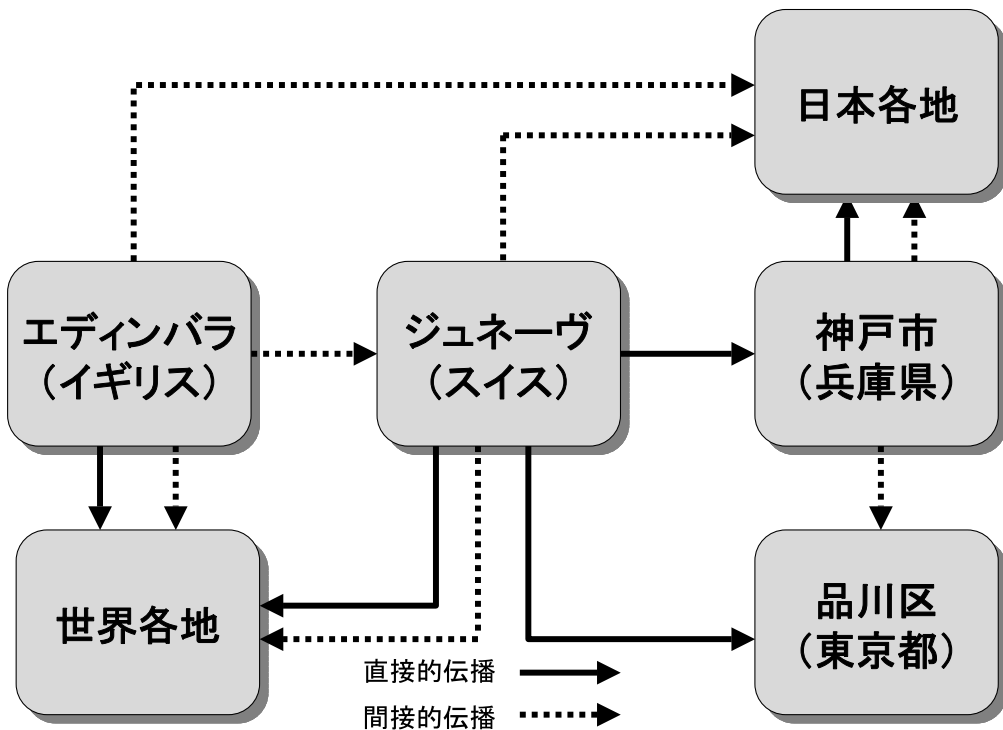 日本各地
エディンバラ
（イギリス）
ジュネーヴ
（スイス）
神戸市
（兵庫県）
世界各地
品川区
（東京都）
直接的伝播
間接的伝播